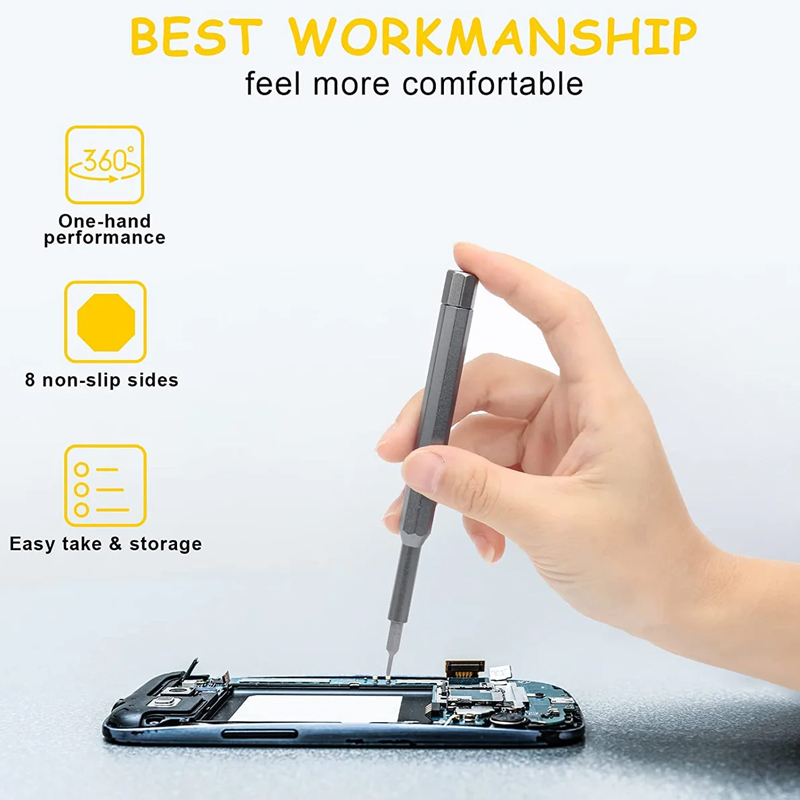 BEST WORKMANSHIP
feel more comfortable
360°
One-hand
performance
8 non-slip sides
Easy take & storage